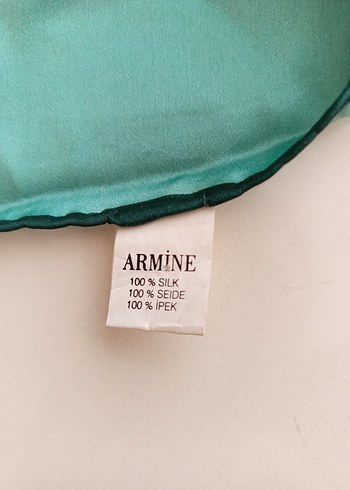 ARMİNE
100 % SILK
100 % SEIDE
100 % İPEK